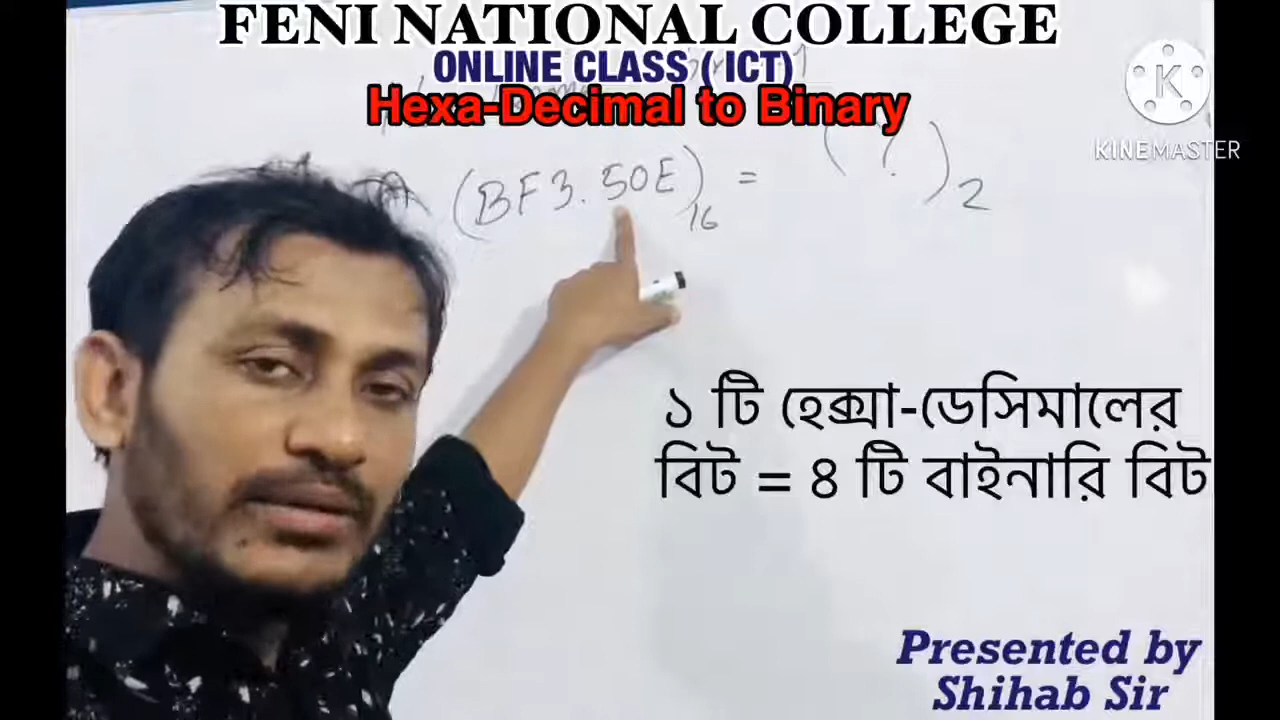 FENI NATIONAL COLLEGE
ONLINE CLASS ( ICT)
Hexa-Decimal to Binary
K
KINEMASTER
(BF3.50E)16 = (?)2
১ টি হেক্সা-ডেসিমালের
বিট = ৪ টি বাইনারি বিট
Presented by
Shihab Sir